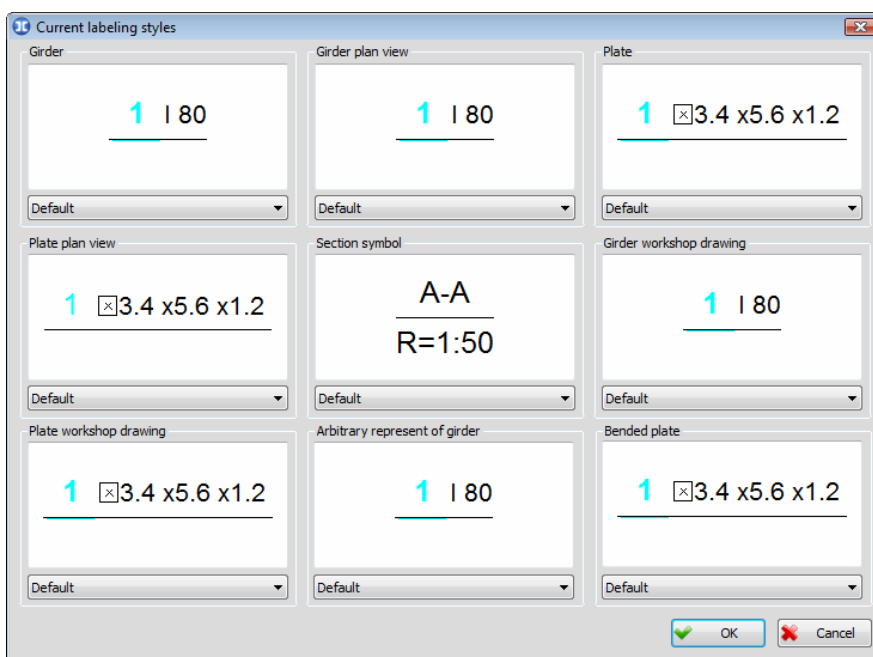 Current labeling styles
Girder
Girder plan view
Plate
1 I 80
1 I 80
1 3.4 x5.6 x1.2
Default
Default
Default
Plate plan view
Section symbol
Girder workshop drawing
1 3.4 x5.6 x1.2
A-A
R=1:50
1 I 80
Default
Default
Default
Plate workshop drawing
Arbitrary represent of girder
Bended plate
1 3.4 x5.6 x1.2
1 I 80
1 3.4 x5.6 x1.2
Default
Default
Default
OK
Cancel